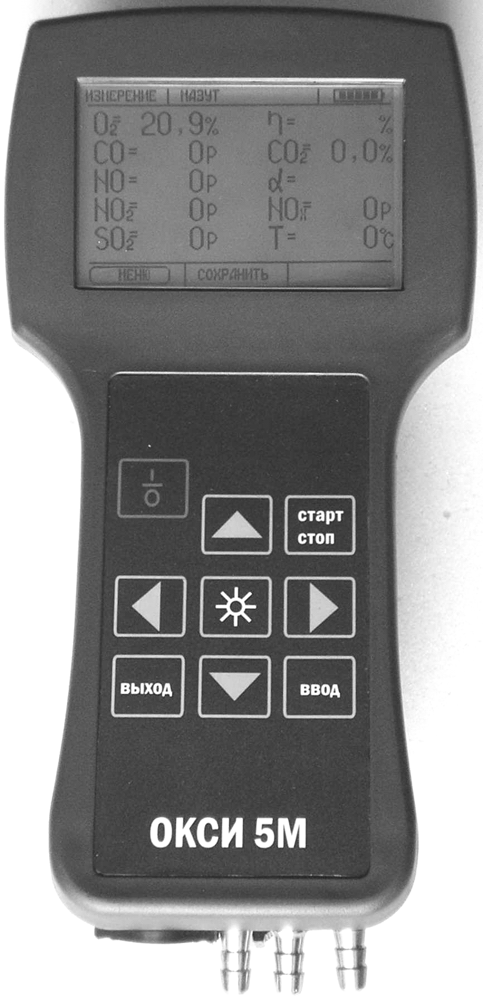 ИЗМЕРЕНИЕ | МАЗУТ |
O₂= 20,9% η= %
CO= 0p CO₂= 0,0%
NO= 0p α=
NO₂= 0p NOx= 0p
SO₂= 0p T= 0°C
МЕНЮ | СОХРАНИТЬ |
I
O
старт
стоп
выход
ввод
ОКСИ 5М